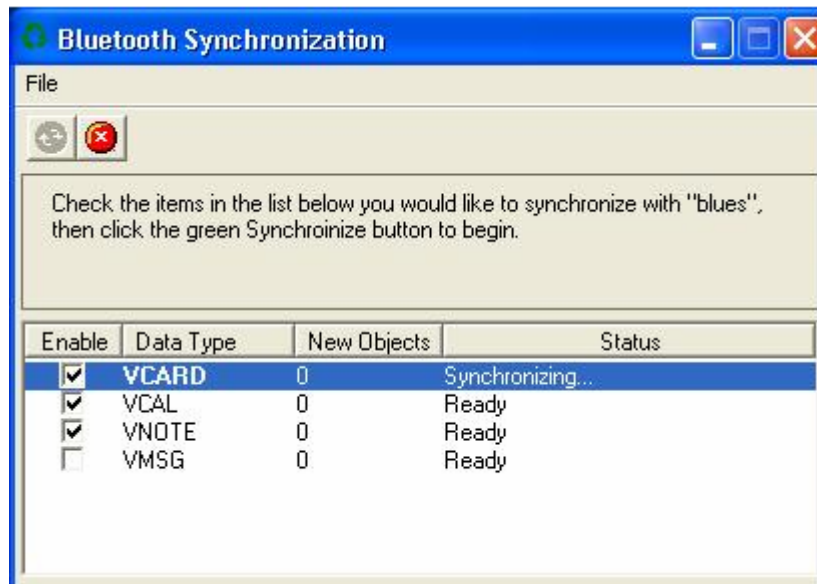 Bluetooth Synchronization
File
Check the items in the list below you would like to synchronize with "blues",
then click the green Synchroinize button to begin.
Enable Data Type New Objects Status
VCARD 0 Synchronizing...
VCAL 0 Ready
VNOTE 0 Ready
VMSG 0 Ready